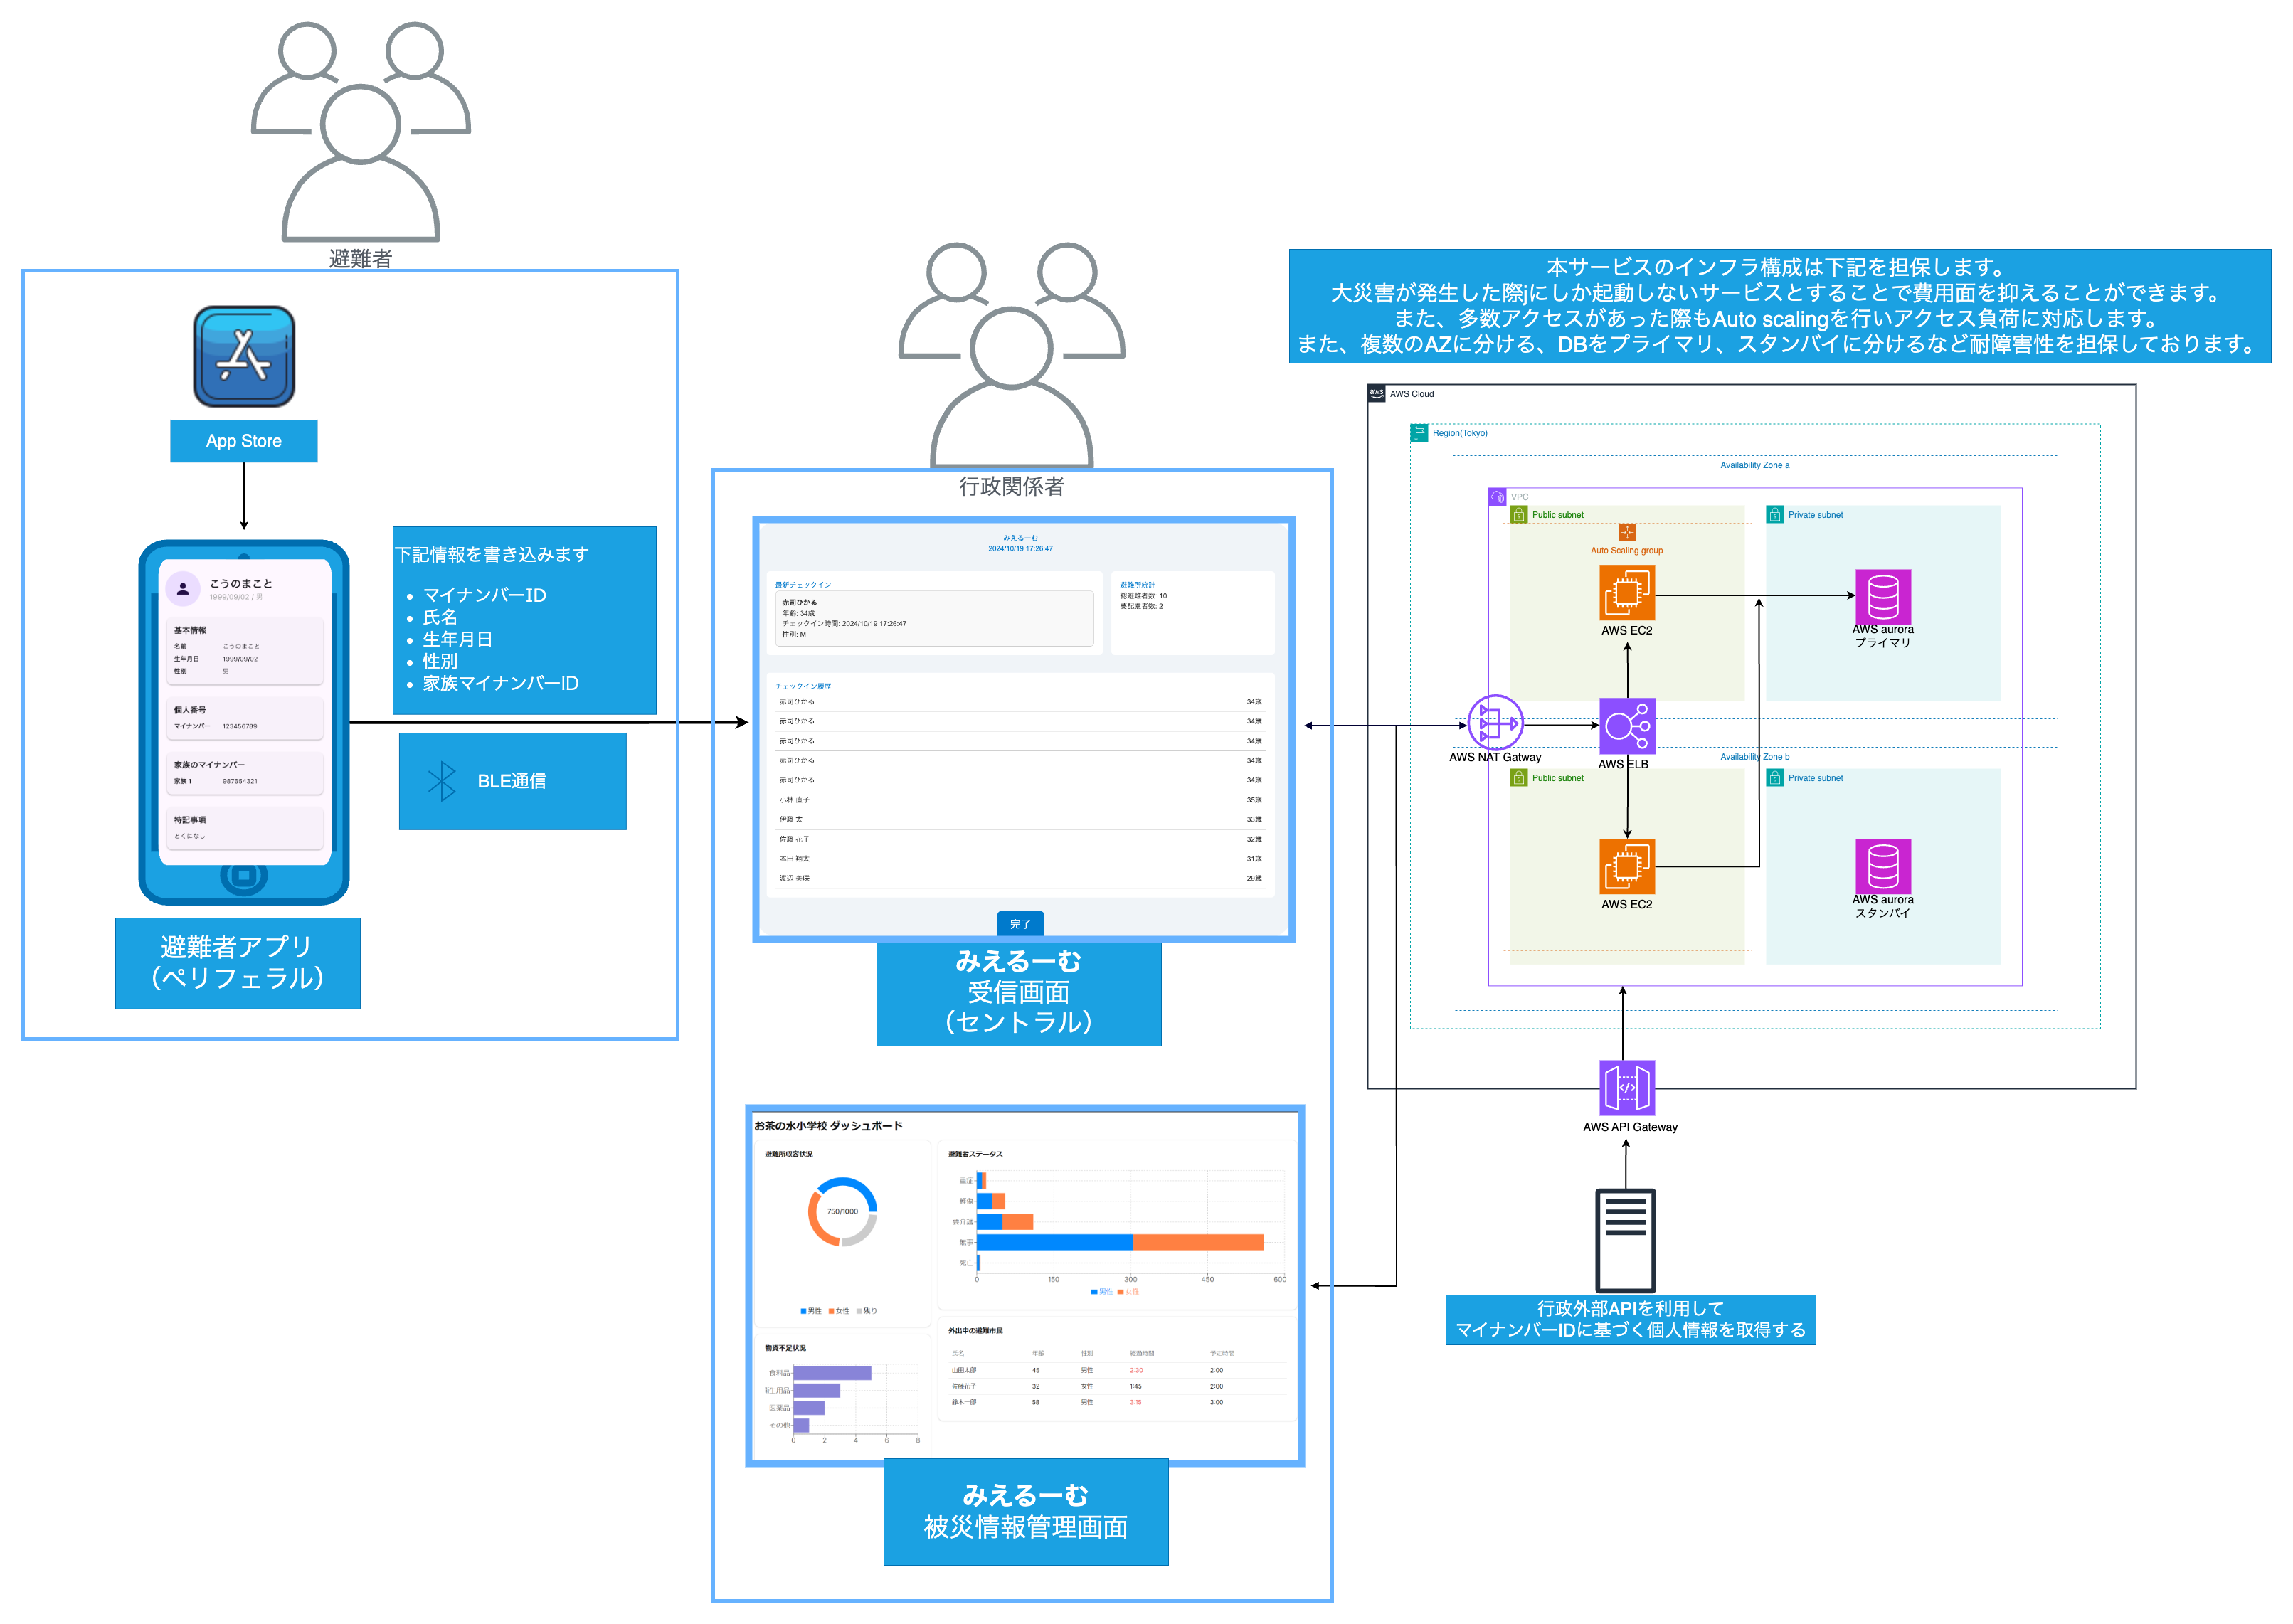 避難者
App Store
こうのまこと
1999/09/02 / 男
基本情報
名前 こうのまこと
生年月日 1999/09/02
性別 男
個人番号
マイナンバー 123456789
家族のマイナンバー
家族 1 987654321
特記事項
とくになし
下記情報を書き込みます
• マイナンバーID
• 氏名
• 生年月日
• 性別
• 家族マイナンバーID
BLE通信
避難者アプリ
（ペリフェラル）
行政関係者
みえるーむ
2024/10/19 17:26:47
最新チェックイン
赤司ひかる
年齢: 34歳
チェックイン時間: 2024/10/19 17:26:47
性別: M
避難所統計
総避難者数: 10
要配慮者数: 2
チェックイン履歴
赤司ひかる 34歳
赤司ひかる 34歳
赤司ひかる 34歳
赤司ひかる 34歳
赤司ひかる 34歳
小林 直子 35歳
伊藤 太一 33歳
佐藤 花子 32歳
本田 翔太 31歳
渡辺 美咲 29歳
完了
みえるーむ
受信画面
（セントラル）
お茶の水小学校 ダッシュボード
避難所収容状況
750/1000
男性 女性 残り
避難者ステータス
重症
軽傷
要介護
無事
死亡
0 150 300 450 600
男性 女性
物資不足状況
食料品
衛生用品
医薬品
その他
0 2 4 6 8
外出中の避難市民
氏名 年齢 性別 経過時間 予定時間
山田太郎 45 男性 2:30 2:00
佐藤花子 32 女性 1:45 2:00
鈴木一郎 58 男性 3:15 3:00
みえるーむ
被災情報管理画面
本サービスのインフラ構成は下記を担保します。
大災害が発生した際jにしか起動しないサービスとすることで費用面を抑えることができます。
また、多数アクセスがあった際もAuto scalingを行いアクセス負荷に対応します。
また、複数のAZに分ける、DBをプライマリ、スタンバイに分けるなど耐障害性を担保しております。
aws
AWS Cloud
Region(Tokyo)
Availability Zone a
VPC
Public subnet
Private subnet
Auto Scaling group
AWS EC2
AWS aurora
プライマリ
AWS NAT Gatway
AWS ELB
Availability Zone b
Public subnet
Private subnet
AWS EC2
AWS aurora
スタンバイ
AWS API Gateway
行政外部APIを利用して
マイナンバーIDに基づく個人情報を取得する